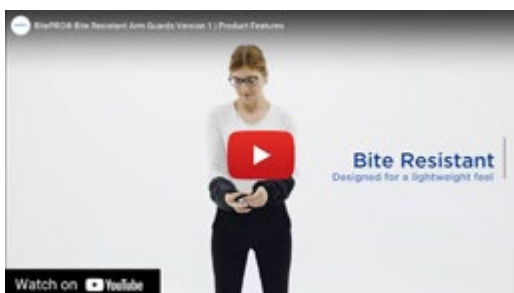 BitePRO® Bite Resistant Arm Guards Version 1 | Product Features
Bite Resistant
Designed for a lightweight feel
Watch on YouTube